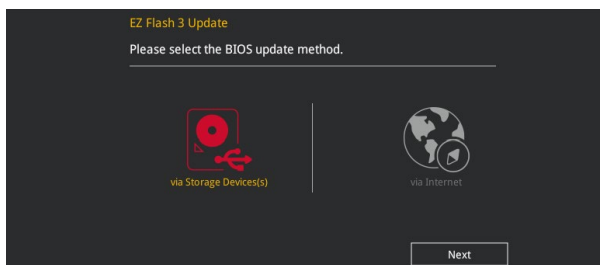 EZ Flash 3 Update
Please select the BIOS update method.
via Storage Devices(s)
via Internet
Next